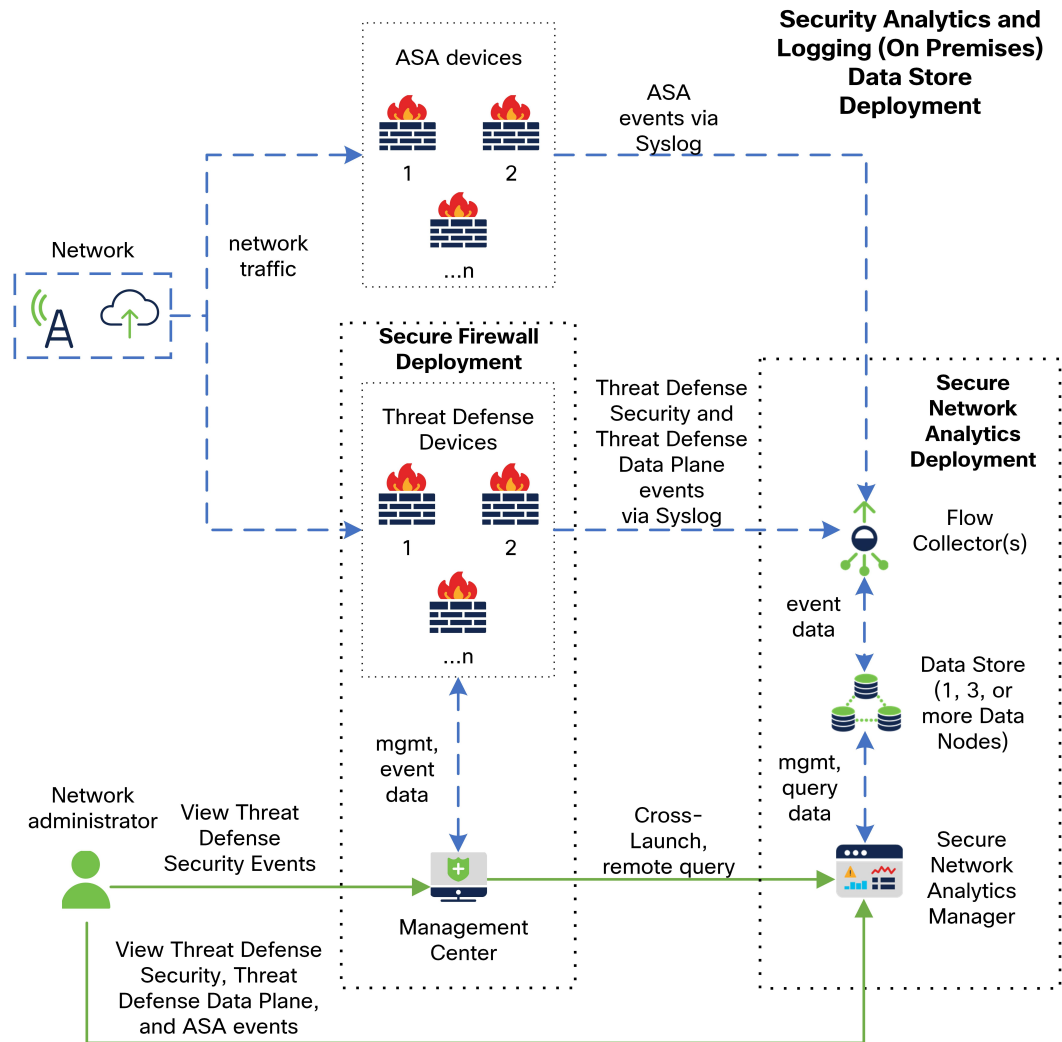 Security Analytics and
Logging (On Premises)
Data Store
Deployment
ASA devices
1
2
...n
ASA
events via
Syslog
Network
network
traffic
Secure Firewall
Deployment
Threat Defense
Devices
1
2
...n
Threat Defense
Security and
Threat Defense
Data Plane
events
via Syslog
Secure
Network
Analytics
Deployment
Flow
Collector(s)
event
data
Data Store
(1, 3, or
more Data
Nodes)
mgmt,
event
data
mgmt,
query
data
Network
administrator
View Threat
Defense
Security Events
Cross-
Launch,
remote query
Secure
Network
Analytics
Manager
Management
Center
View Threat Defense
Security, Threat
Defense Data Plane,
and ASA events